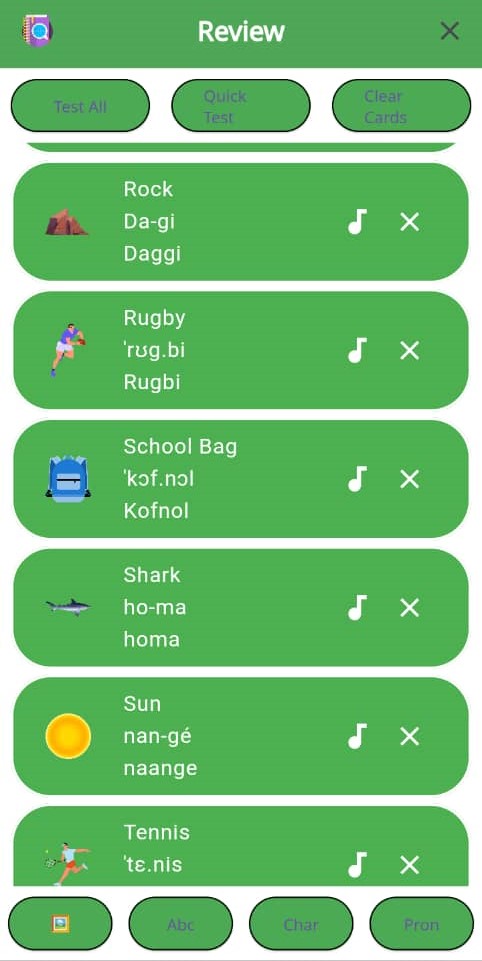 Review
Test All
Quick
Test
Clear
Cards
Rock
Da-gi
Daggi
Rugby
'rʊg.bi
Rugbi
School Bag
'kɔf.nɔl
Kofnol
Shark
ho-ma
homa
Sun
nan-gé
naange
Tennis
'tɛ.nis
Abc
Char
Pron